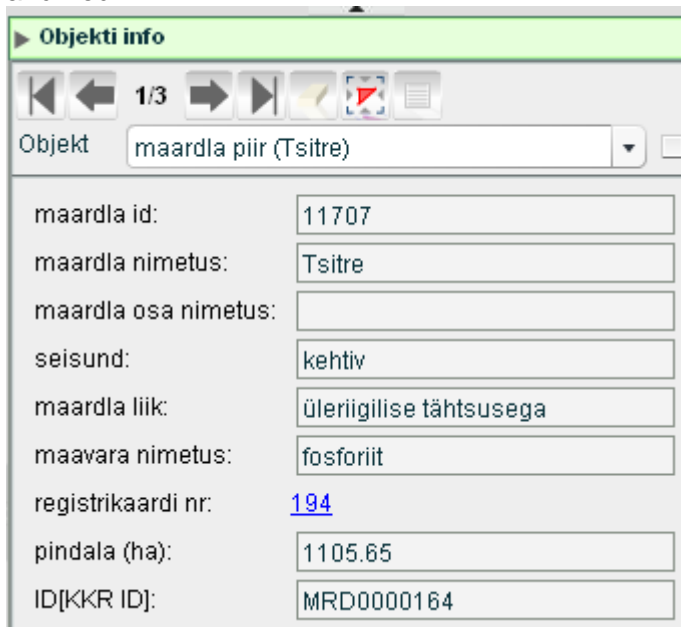 Objekti info
1/3
Objekt maardla piir (Tsitre)
maardla id: 11707
maardla nimetus: Tsitre
maardla osa nimetus:
seisund: kehtiv
maardla liik: üleriigilise tähtsusega
maavara nimetus: fosforiit
registrikaardi nr: 194
pindala (ha): 1105.65
ID[KKR ID]: MRD0000164